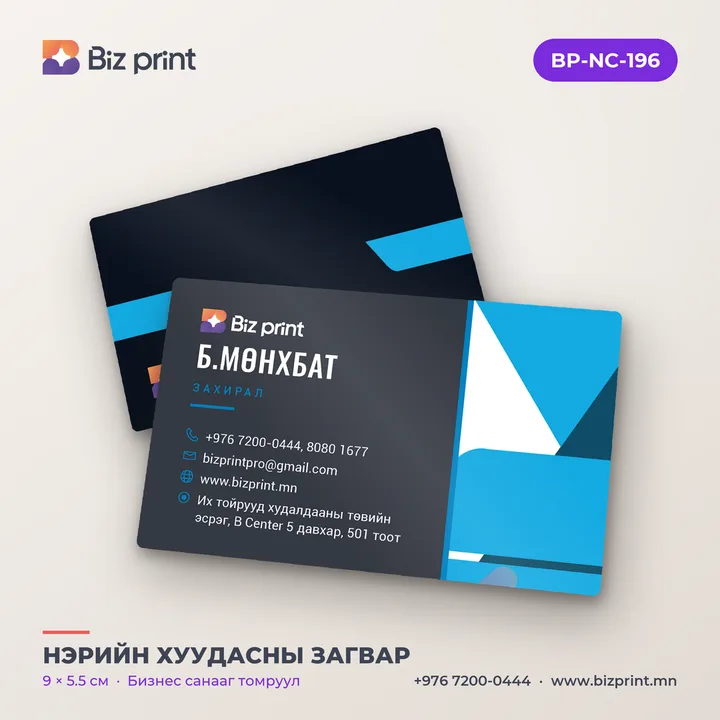 Biz print
BP-NC-196
Biz print
Б.МӨНХБАТ
ЗАХИРАЛ
+976 7200-0444, 8080 1677
bizprintpro@gmail.com
www.bizprint.mn
Их тойрууд худалдааны төвийн
эсрэг, B Center 5 давхар, 501 тоот
НЭРИЙН ХУУДАСНЫ ЗАГВАР
9 × 5.5 см · Бизнес санааг томруул
+976 7200-0444 · www.bizprint.mn